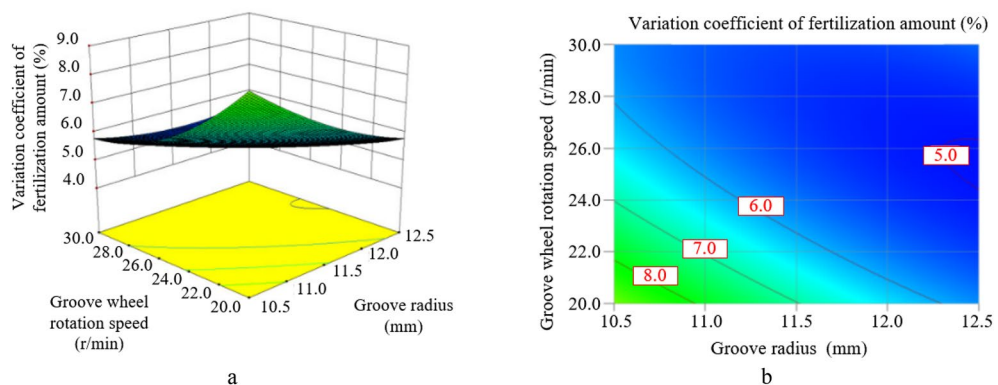 Variation coefficient of
fertilization amount (%)
9.0
8.0
7.0
6.0
5.0
4.0
30.0
28.0
26.0
24.0
22.0
20.0
Groove wheel
rotation speed
(r/min)
10.5
11.0
11.5
12.0
12.5
Groove radius
(mm)
a
Variation coefficient of fertilization amount (%)
Groove wheel rotation speed (r/min)
30.0
28.0
26.0
24.0
22.0
20.0
5.0
6.0
7.0
8.0
10.5 11.0 11.5 12.0 12.5
Groove radius (mm)
b